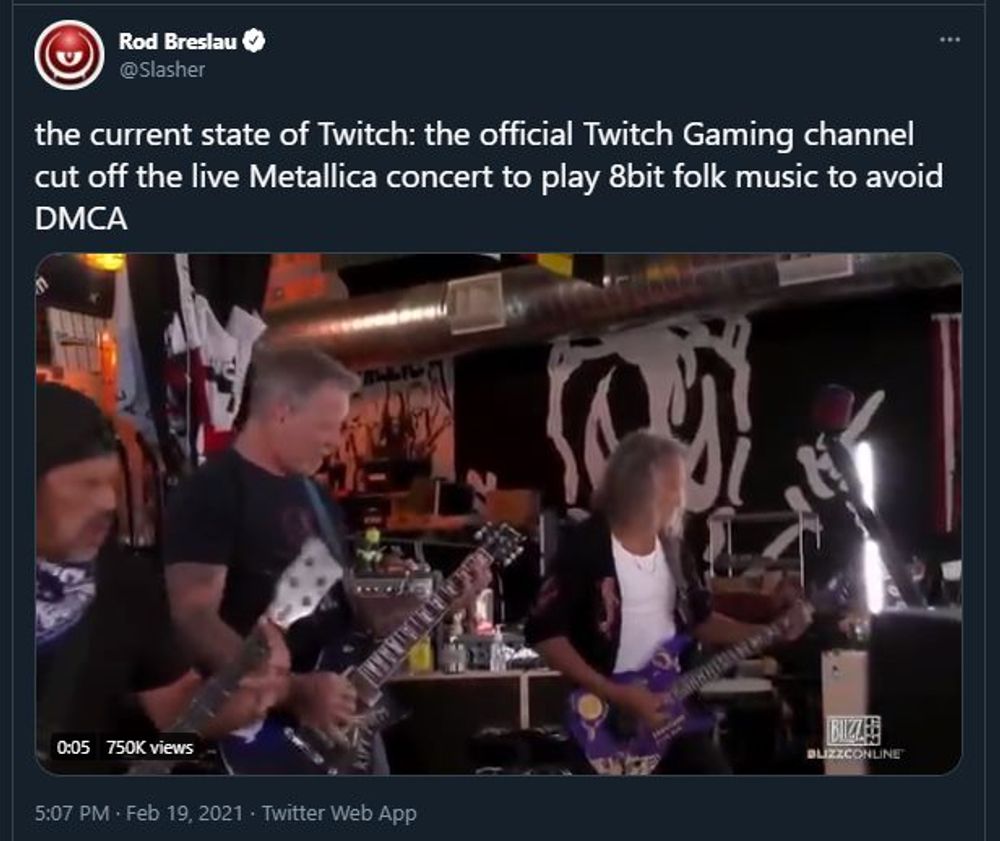 Rod Breslau
@Slasher
the current state of Twitch: the official Twitch Gaming channel
cut off the live Metallica concert to play 8bit folk music to avoid
DMCA
0:05 750K views
BLIZZ
BLIZZCONLINE
5:07 PM · Feb 19, 2021 · Twitter Web App